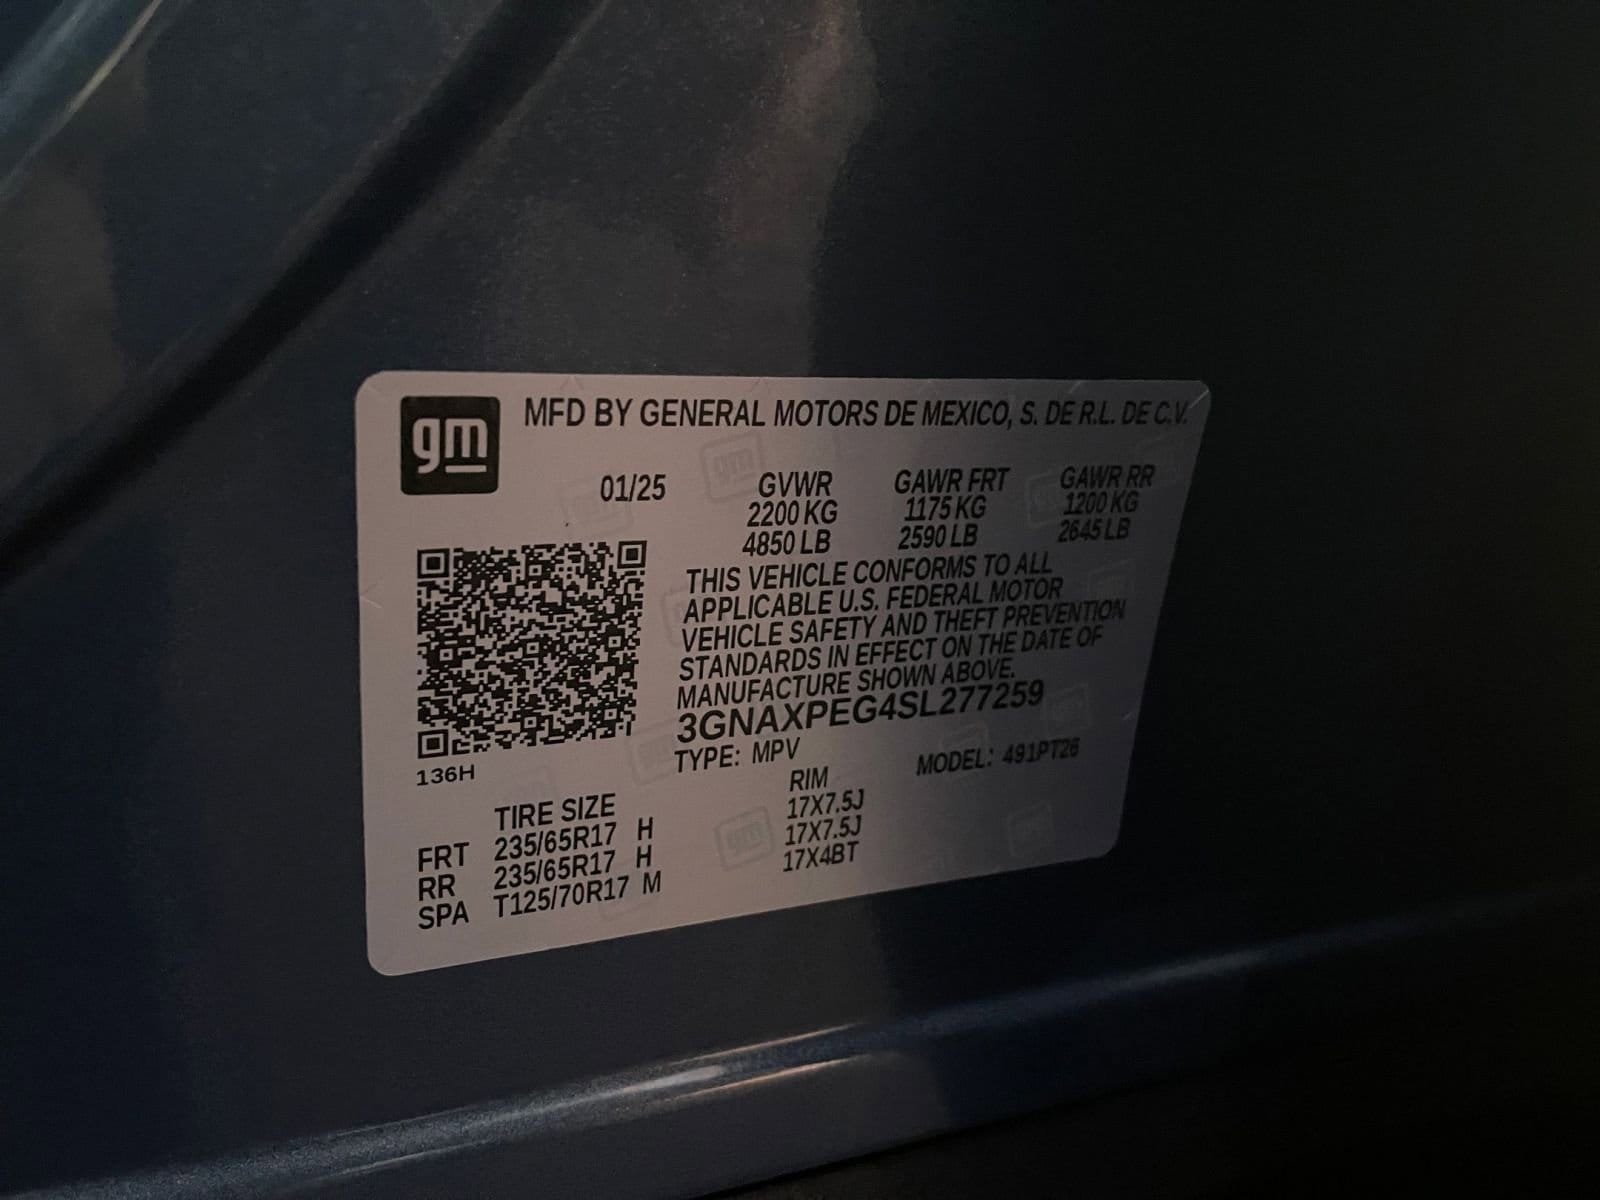 gm
MFD BY GENERAL MOTORS DE MEXICO, S. DE R.L. DE C.V.
01/25 GVWR GAWR FRT GAWR RR
2200 KG 1175 KG 1200 KG
4850 LB 2590 LB 2645 LB
THIS VEHICLE CONFORMS TO ALL
APPLICABLE U.S. FEDERAL MOTOR
VEHICLE SAFETY AND THEFT PREVENTION
STANDARDS IN EFFECT ON THE DATE OF
MANUFACTURE SHOWN ABOVE.
3GNAXPEG4SL277259
TYPE: MPV MODEL: 491PT26
136H
TIRE SIZE RIM
FRT 235/65R17 H 17X7.5J
RR 235/65R17 H 17X7.5J
SPA T125/70R17 M 17X4BT